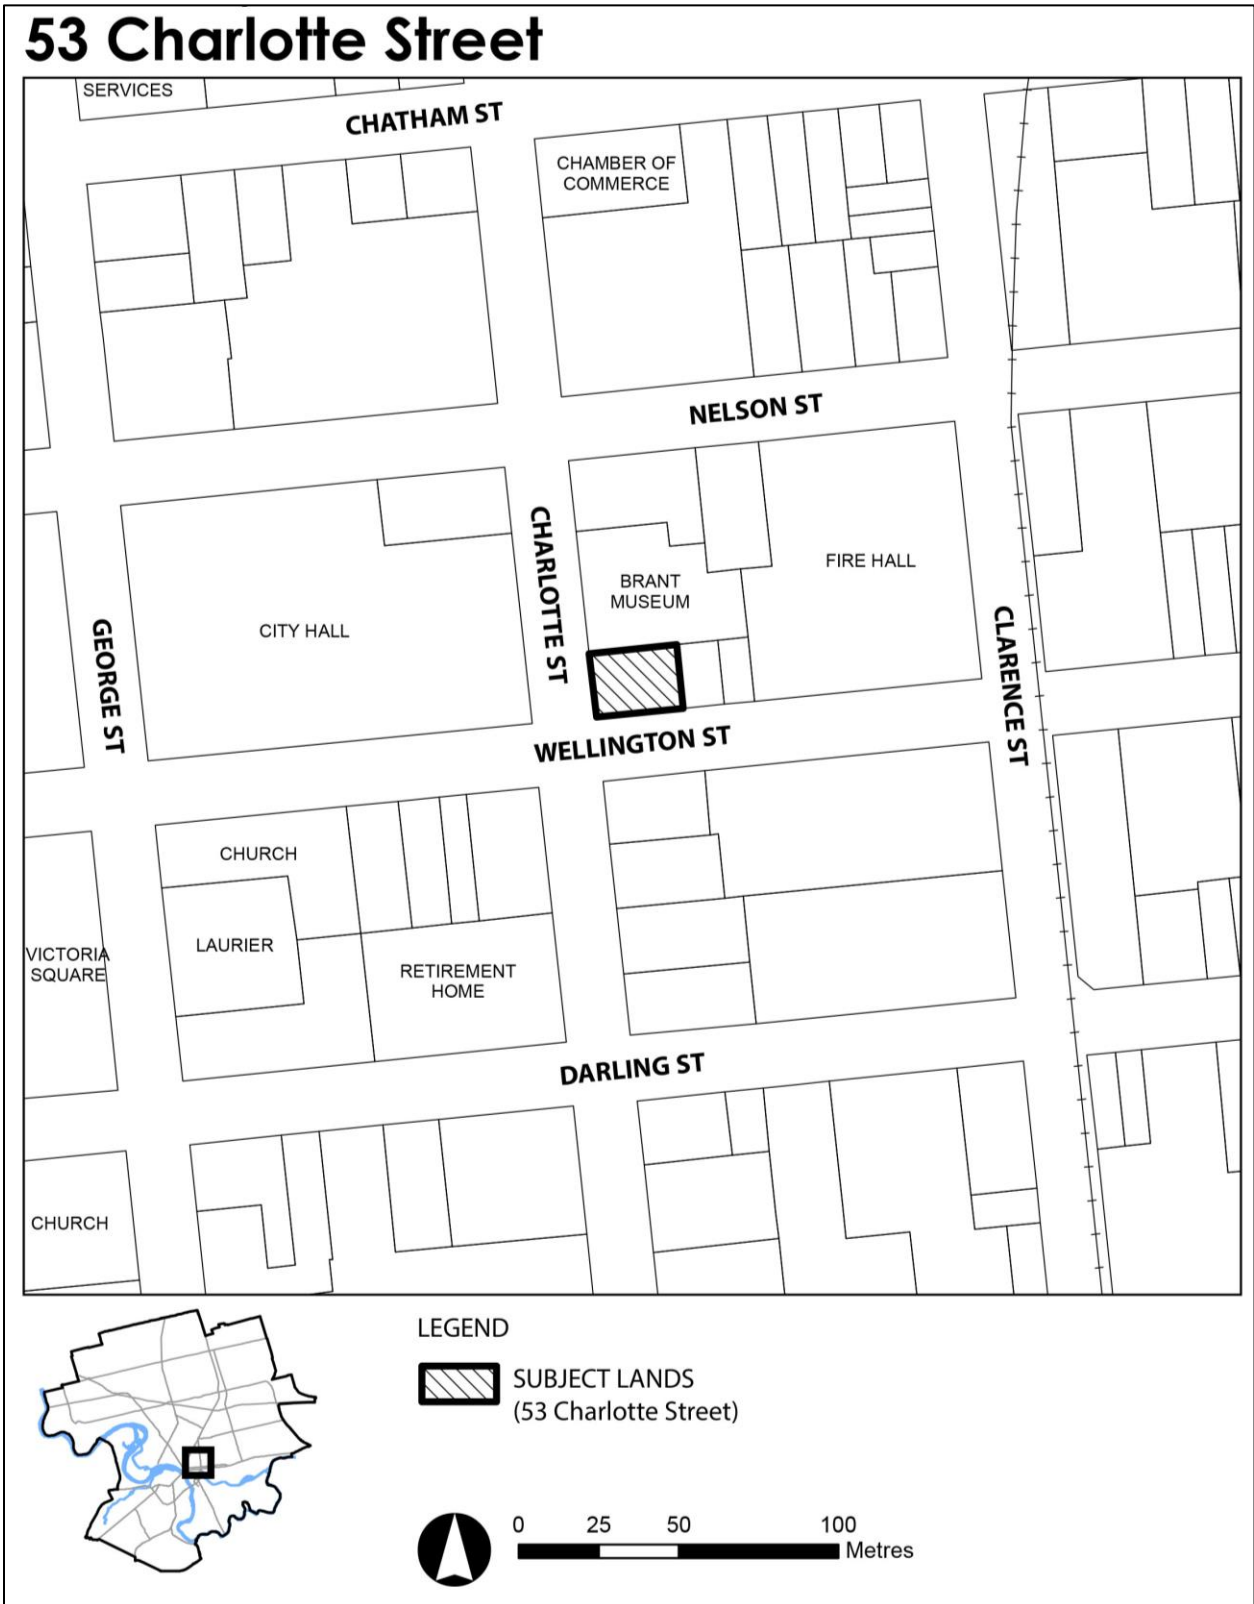 53 Charlotte Street
SERVICES
CHATHAM ST
CHAMBER OF
COMMERCE
NELSON ST
CHARLOTTE ST
BRANT
MUSEUM
FIRE HALL
CITY HALL
GEORGE ST
CLARENCE ST
WELLINGTON ST
CHURCH
LAURIER
VICTORIA
SQUARE
RETIREMENT
HOME
DARLING ST
CHURCH
LEGEND
SUBJECT LANDS
(53 Charlotte Street)
0 25 50 100
Metres